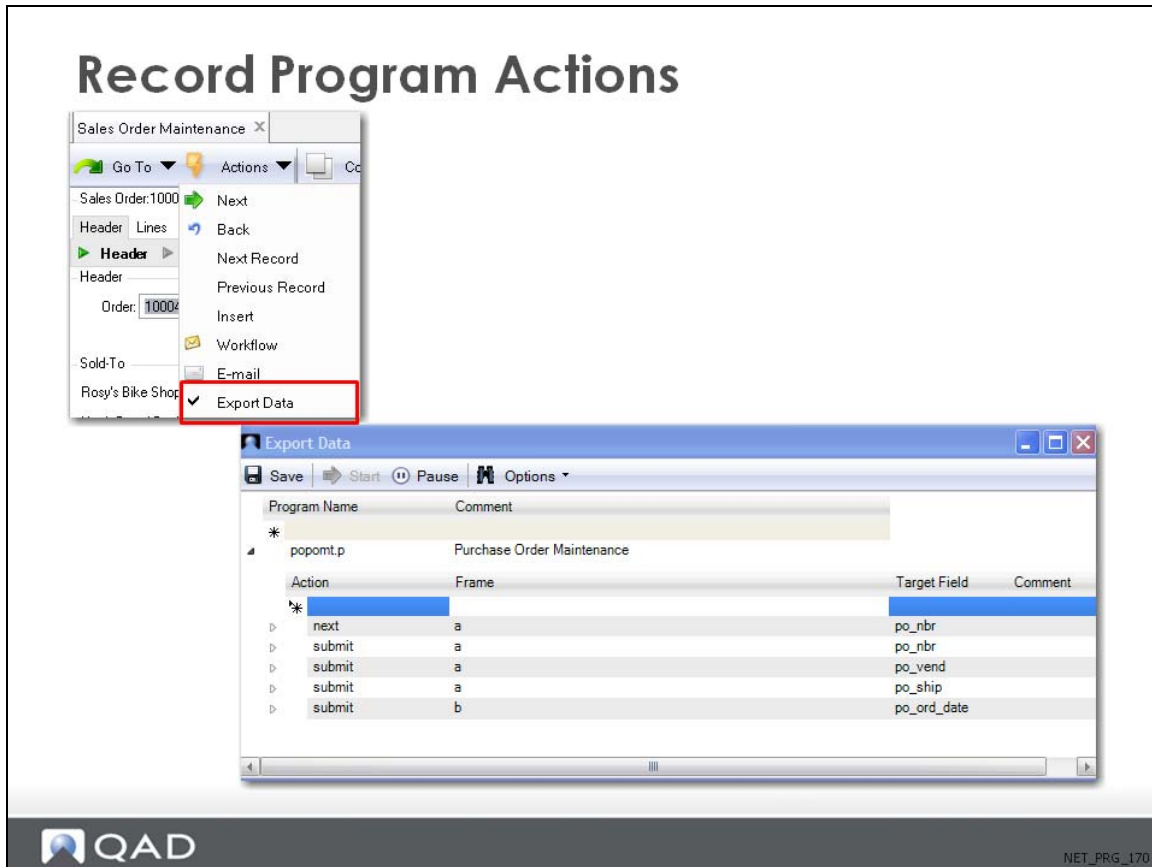 Record Program Actions
Sales Order Maintenance
Go To Actions
Sales Order:1000
Next
Header Lines
Back
Header
Next Record
Header
Previous Record
Order: 10004
Insert
Workflow
Sold-To
E-mail
Rosy's Bike Shop
Export Data
Export Data
Save Start Pause Options
Program Name Comment
popomt.p Purchase Order Maintenance
Action Frame Target Field Comment
next a po_nbr
submit a po_nbr
submit a po_vend
submit a po_ship
submit b po_ord_date
QAD
NET_PRG_170